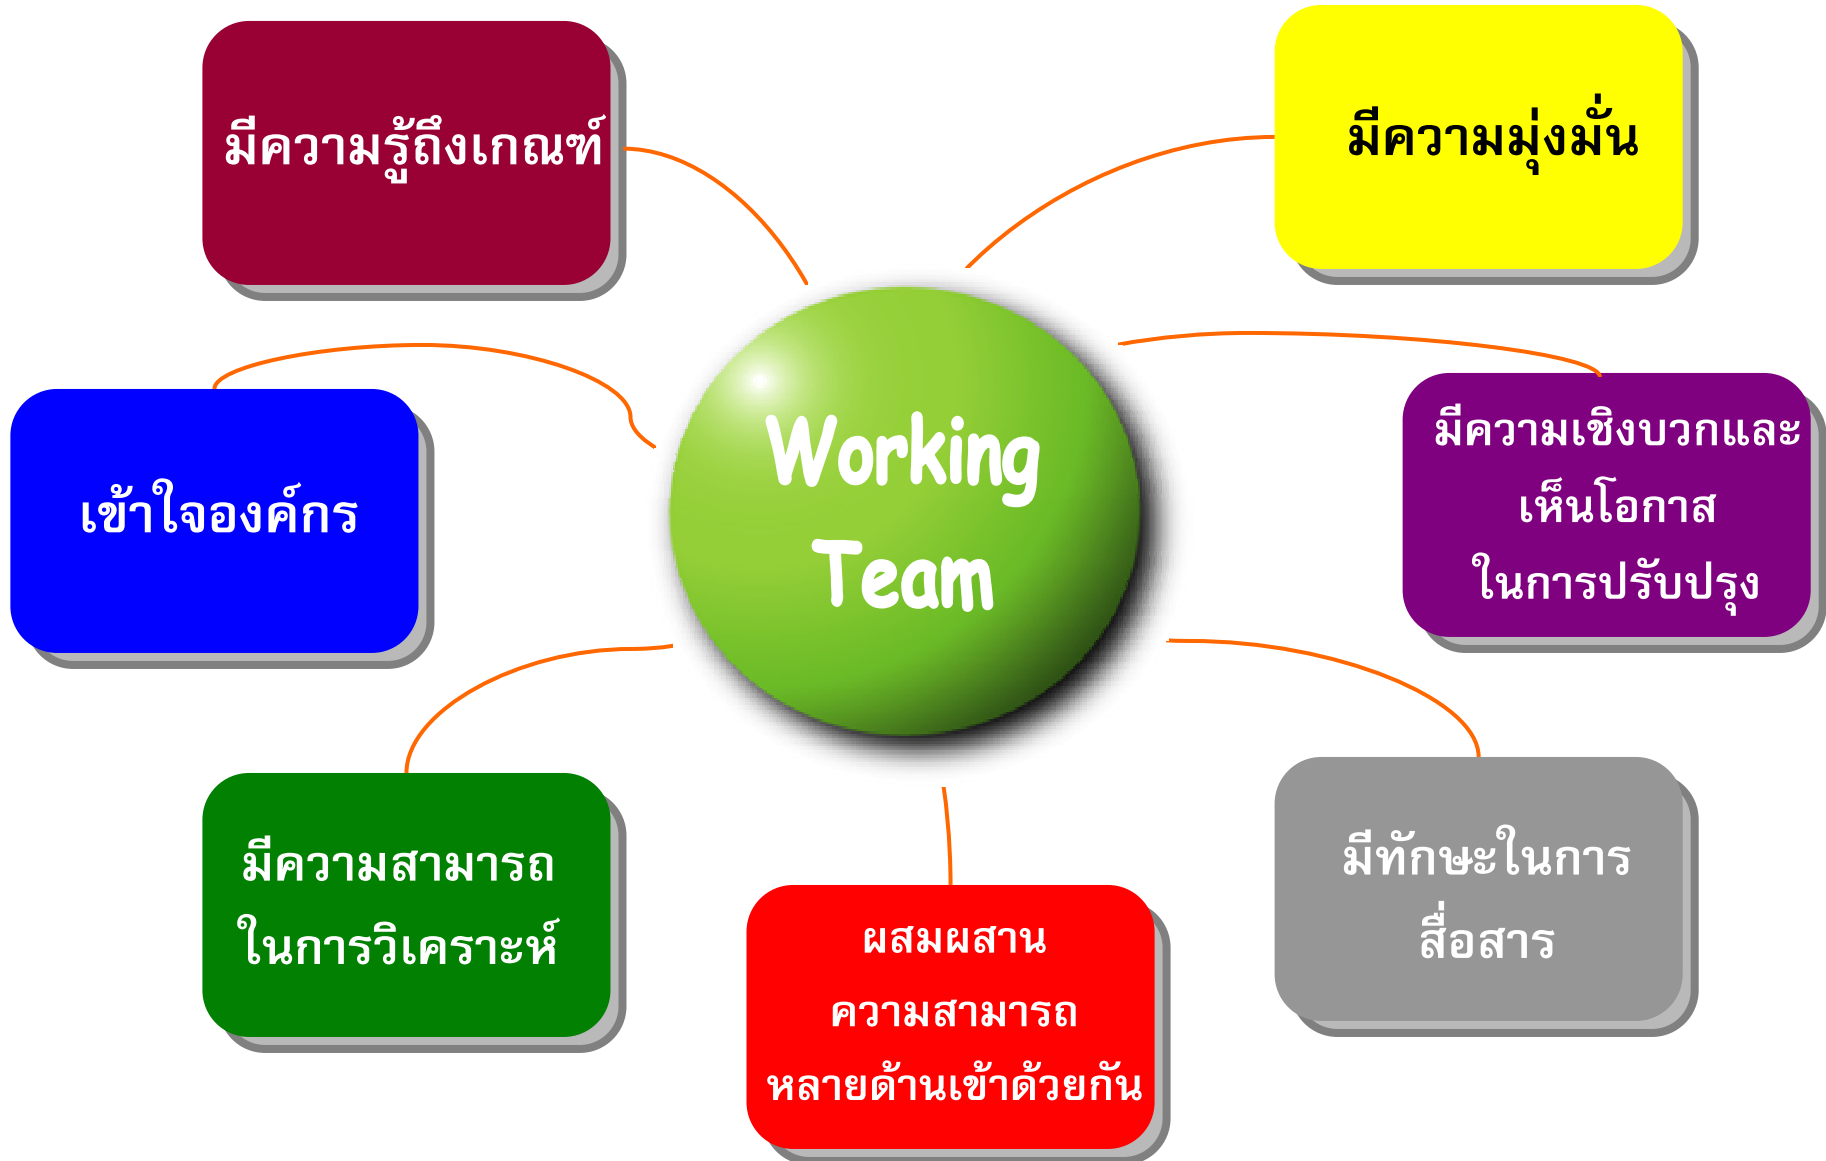 มีความรู้ถึงเกณฑ์
มีความมุ่งมั่น
เข้าใจองค์กร
Working
Team
มีความเชิงบวกและ
เห็นโอกาส
ในการปรับปรุง
มีความสามารถ
ในการวิเคราะห์
ผสมผสาน
ความสามารถ
หลายด้านเข้าด้วยกัน
มีทักษะในการ
สื่อสาร